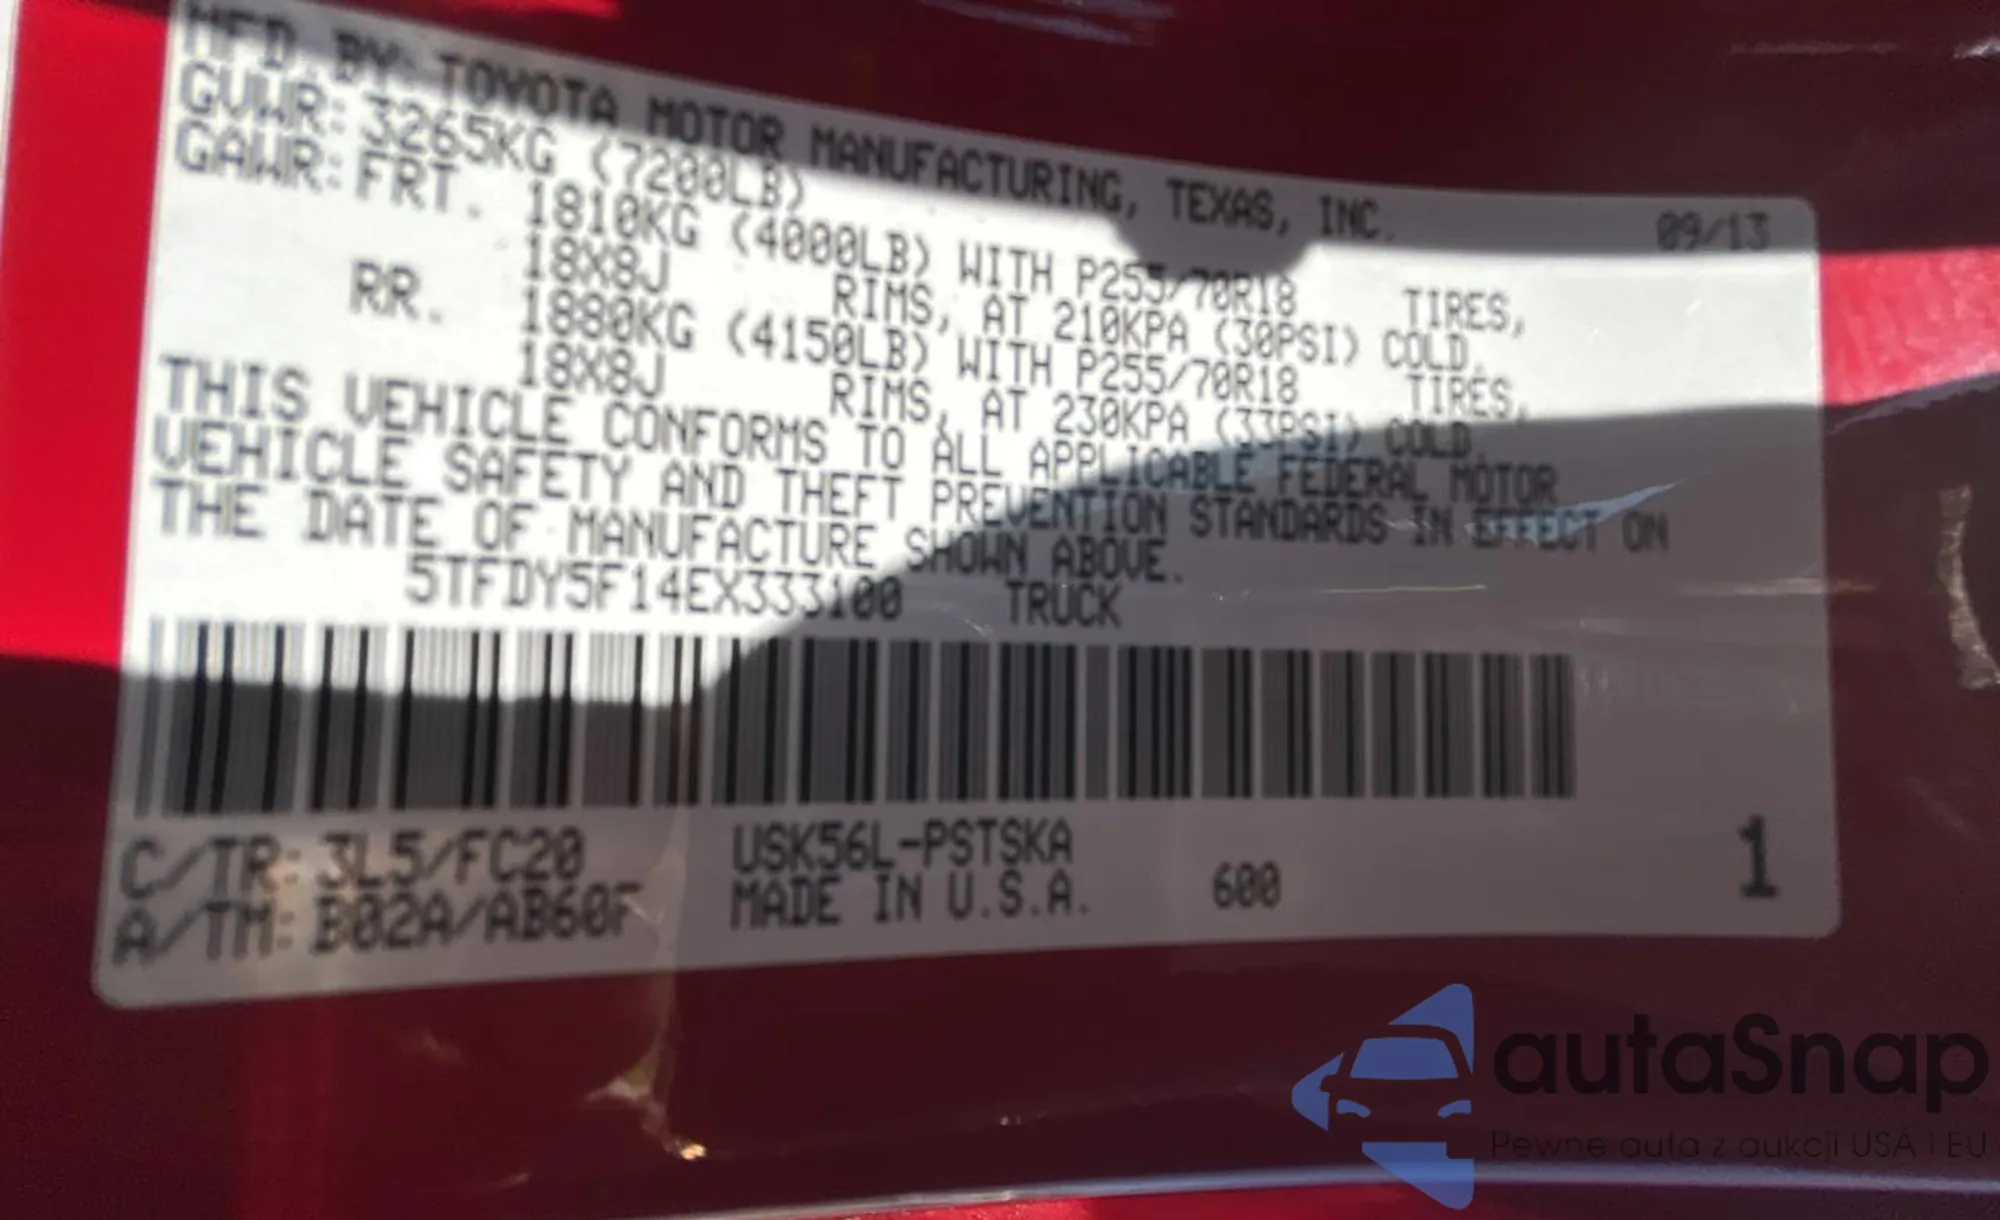 MFD. BY: TOYOTA MOTOR MANUFACTURING, TEXAS, INC. 09/13
GVWR: 3265KG (7200LB)
GAWR: FRT. 1810KG (4000LB) WITH P255/70R18 TIRES,
18X8J RIMS, AT 210KPA (30PSI) COLD.
RR. 1880KG (4150LB) WITH P255/70R18 TIRES,
18X8J RIMS, AT 230KPA (33PSI) COLD.
THIS VEHICLE CONFORMS TO ALL APPLICABLE FEDERAL MOTOR
VEHICLE SAFETY AND THEFT PREVENTION STANDARDS IN EFFECT ON
THE DATE OF MANUFACTURE SHOWN ABOVE.
5TFDY5F14EX333100 TRUCK
C/TR: 3L5/FC20 USK56L-PSTSKA
A/TM: B02A/AB60F MADE IN U.S.A. 600 1
autaSnap
Pewne auta z aukcji USA i EU